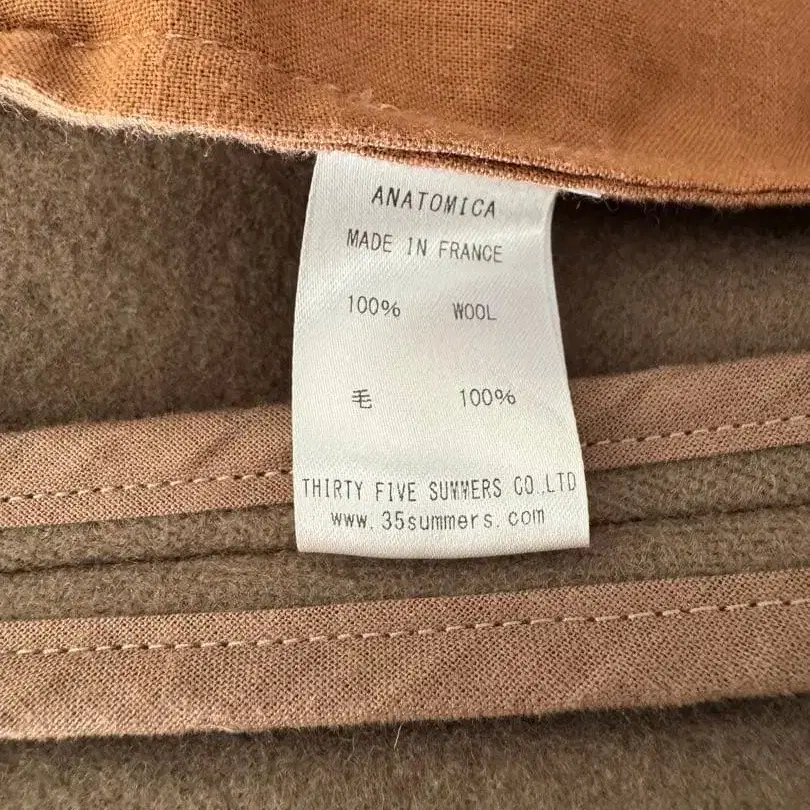 ANATOMICA
MADE IN FRANCE
100% WOOL
毛 100%
THIRTY FIVE SUMMERS CO.,LTD
www.35summers.com